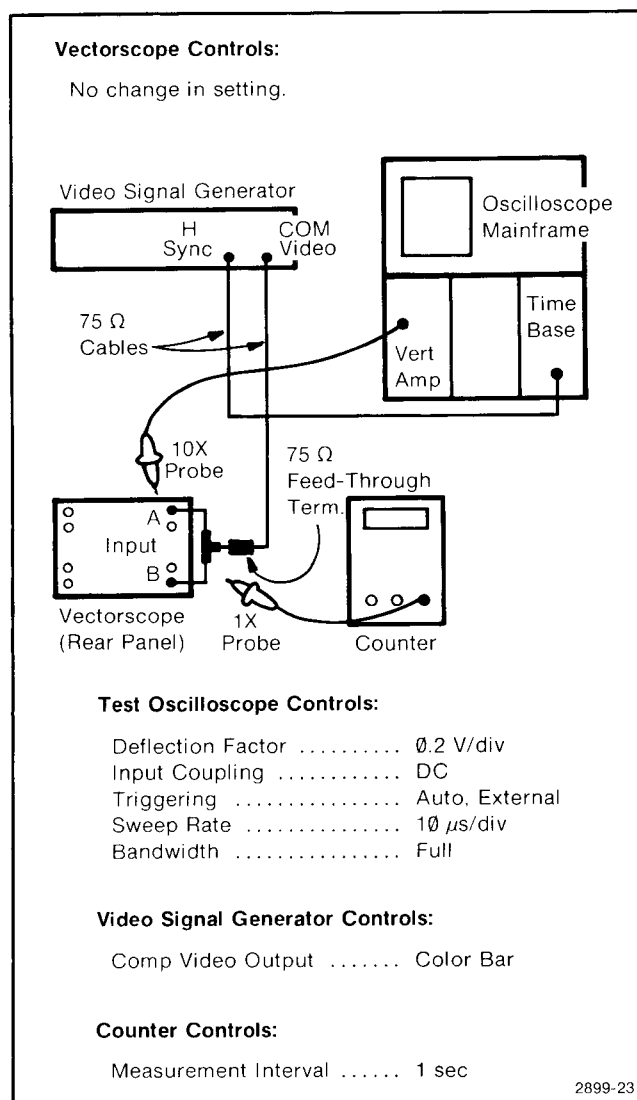 Vectorscope Controls:
No change in setting.
Video Signal Generator
H
Sync
COM
Video
Oscilloscope
Mainframe
75 Ω
Cables
Vert
Amp
Time
Base
10X
Probe
75 Ω
Feed-Through
Term.
A
Input
B
Vectorscope
(Rear Panel)
1X
Probe
Counter
Test Oscilloscope Controls:
Deflection Factor .......... 0.2 V/div
Input Coupling ............ DC
Triggering ................ Auto, External
Sweep Rate ............... 10 μs/div
Bandwidth ................ Full
Video Signal Generator Controls:
Comp Video Output ....... Color Bar
Counter Controls:
Measurement Interval ...... 1 sec
2899-23